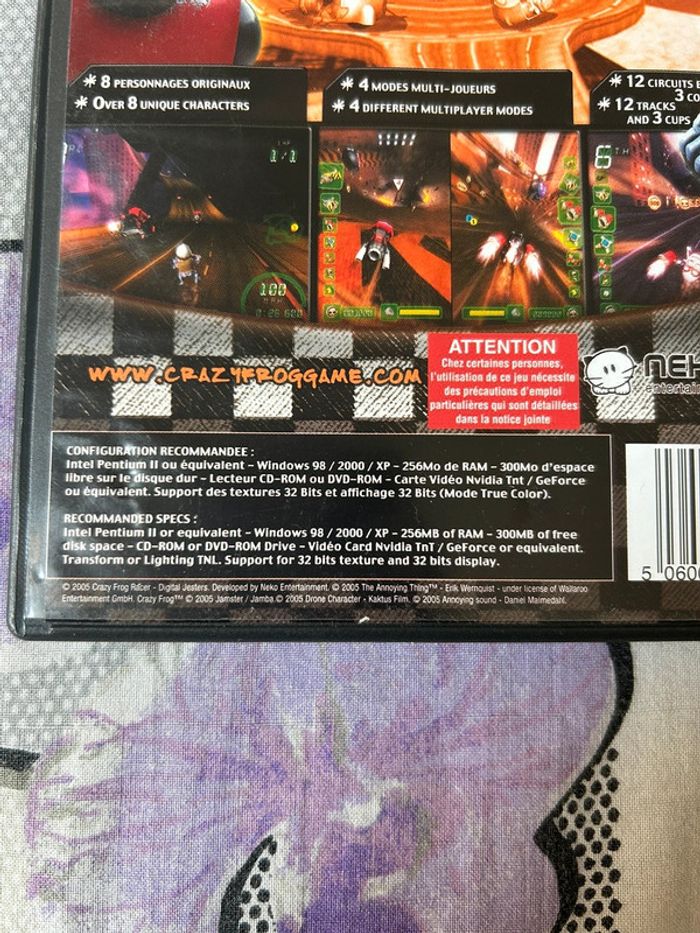 * 8 PERSONNAGES ORIGINAUX
* OVER 8 UNIQUE CHARACTERS
* 4 MODES MULTI-JOUEURS
* 4 DIFFERENT MULTIPLAYER MODES
* 12 CIRCUITS
3
* 12 TRACKS
AND 3 CUPS
1/1
100
WWW.CRAZYFROGGAME.COM
ATTENTION
Chez certaines personnes,
l'utilisation de ce jeu nécessite
des précautions d'emploi
particulières qui sont détaillées
dans la notice jointe
CONFIGURATION RECOMMANDEE :
Intel Pentium II ou équivalent - Windows 98 / 2000 / XP - 256Mo de RAM - 300Mo d'espace
libre sur le disque dur - Lecteur CD-ROM ou DVD-ROM - Carte Vidéo Nvidia Tnt / GeForce
ou équivalent. Support des textures 32 Bits et affichage 32 Bits (Mode True Color).
RECOMMANDED SPECS :
Intel Pentium II or equivalent - Windows 98 / 2000 / XP - 256MB of RAM - 300MB of free
disk space - CD-ROM or DVD-ROM Drive - Vidéo Card Nvidia TnT / GeForce or equivalent.
Transform or Lighting TNL. Support for 32 bits texture and 32 bits display.
© 2005 Crazy Frog Racer - Digital Jesters. Developed by Neko Entertainment. © 2005 The Annoying Thing™ - Erik Wernquist - under license of Wallaroo
Entertainment GmbH. Crazy Frog™ © 2005 Jamster / Jamba. © 2005 Drone Character - Kaktus Film. © 2005 Annoying sound - Daniel Malmedahl.
5 060